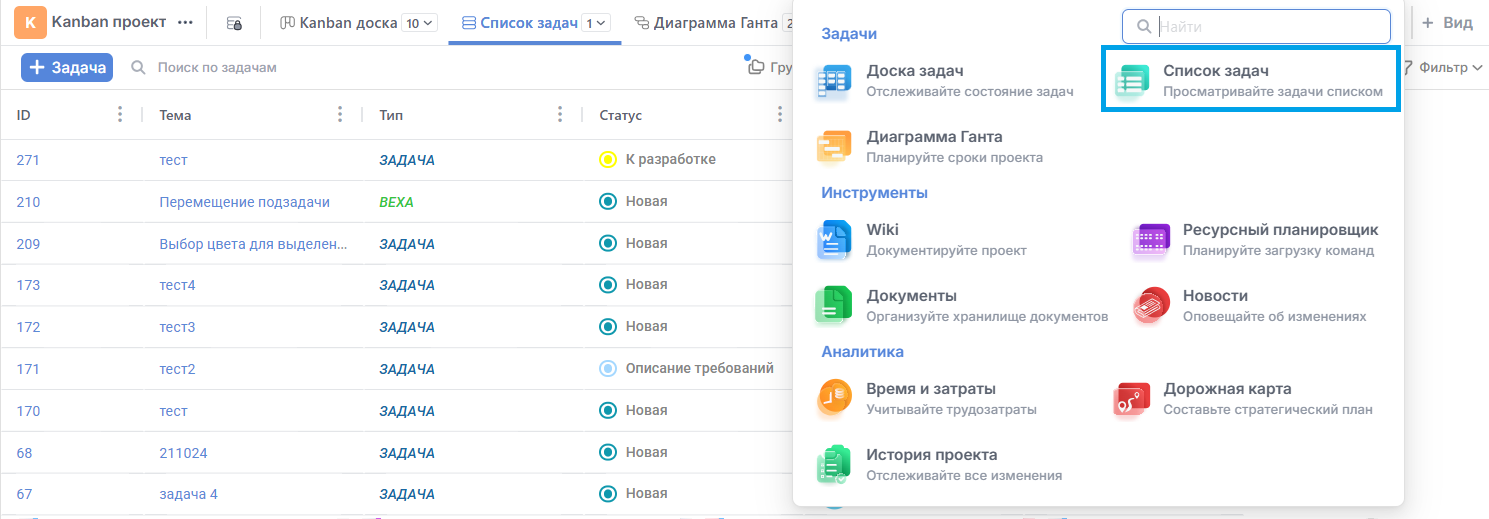 K Kanban проект ··· Kanban доска 10 Список задач 1 Диаграмма Ганта 2 + Вид
+ Задача Поиск по задачам Гру Фильтр
ID Тема Тип Статус
271 тест ЗАДАЧА К разработке
210 Перемещение подзадачи ВЕХА Новая
209 Выбор цвета для выделен... ЗАДАЧА Новая
173 тест4 ЗАДАЧА Новая
172 тест3 ЗАДАЧА Новая
171 тест2 ЗАДАЧА Описание требований
170 тест ЗАДАЧА Новая
68 211024 ЗАДАЧА Новая
67 задача 4 ЗАДАЧА Новая
Найти
Задачи
Доска задач
Отслеживайте состояние задач
Список задач
Просматривайте задачи списком
Диаграмма Ганта
Планируйте сроки проекта
Инструменты
Wiki
Документируйте проект
Ресурсный планировщик
Планируйте загрузку команд
Документы
Организуйте хранилище документов
Новости
Оповещайте об изменениях
Аналитика
Время и затраты
Учитывайте трудозатраты
Дорожная карта
Составьте стратегический план
История проекта
Отслеживайте все изменения